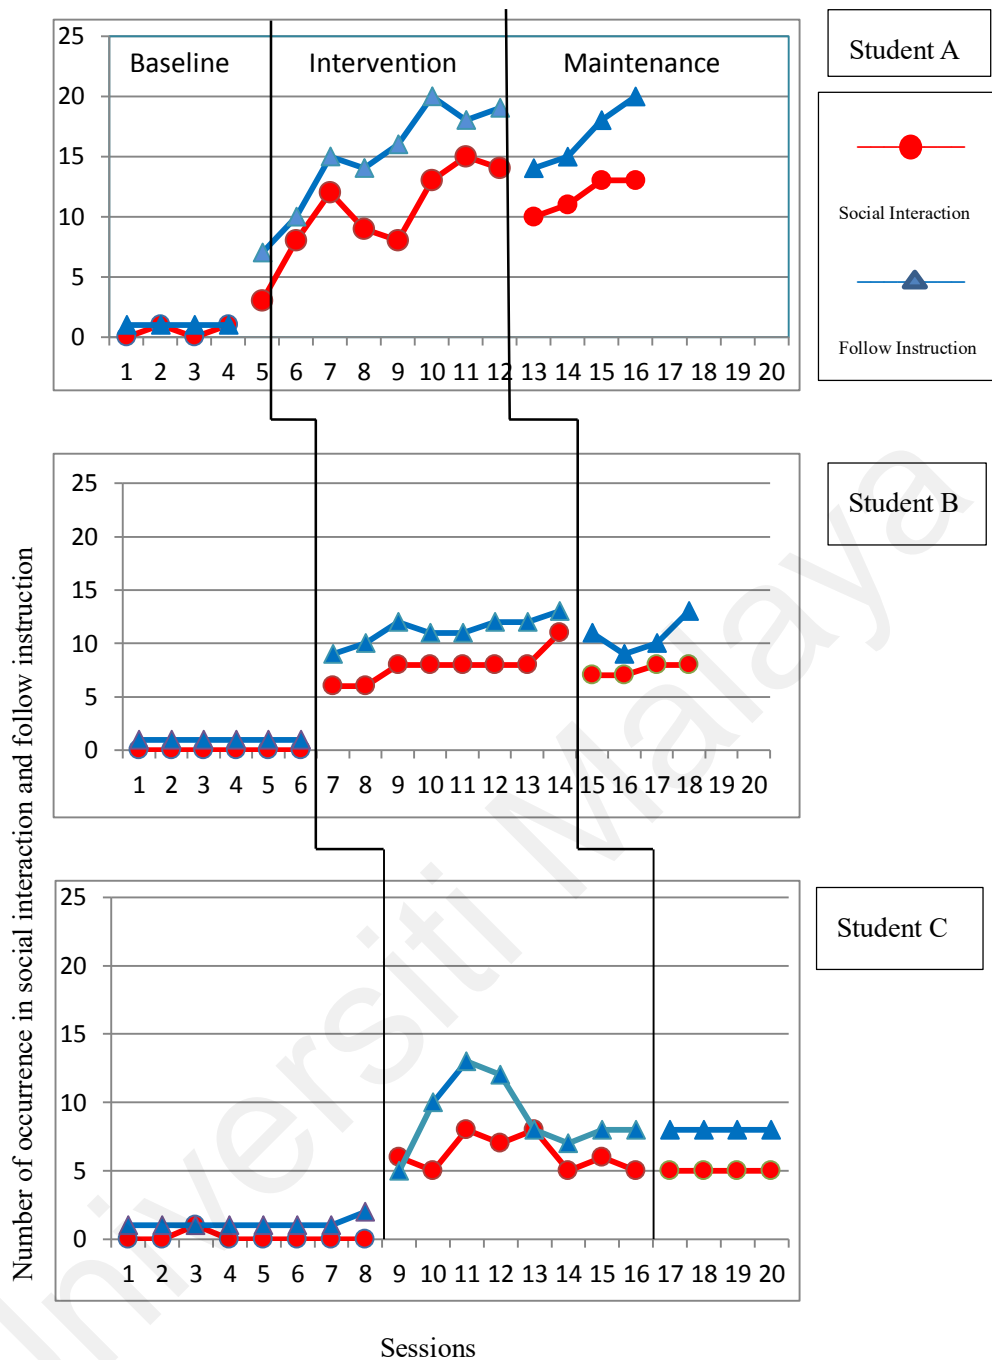 Student A
25
Baseline Intervention Maintenance
20
15
10
5
0
1 2 3 4 5 6 7 8 9 10 11 12 13 14 15 16 17 18 19 20
Social Interaction
Follow Instruction
Number of occurrence in social interaction and follow instruction
Student B
25
20
15
10
5
0
1 2 3 4 5 6 7 8 9 10 11 12 13 14 15 16 17 18 19 20
Student C
25
20
15
10
5
0
1 2 3 4 5 6 7 8 9 10 11 12 13 14 15 16 17 18 19 20
Sessions
Universiti Malaya